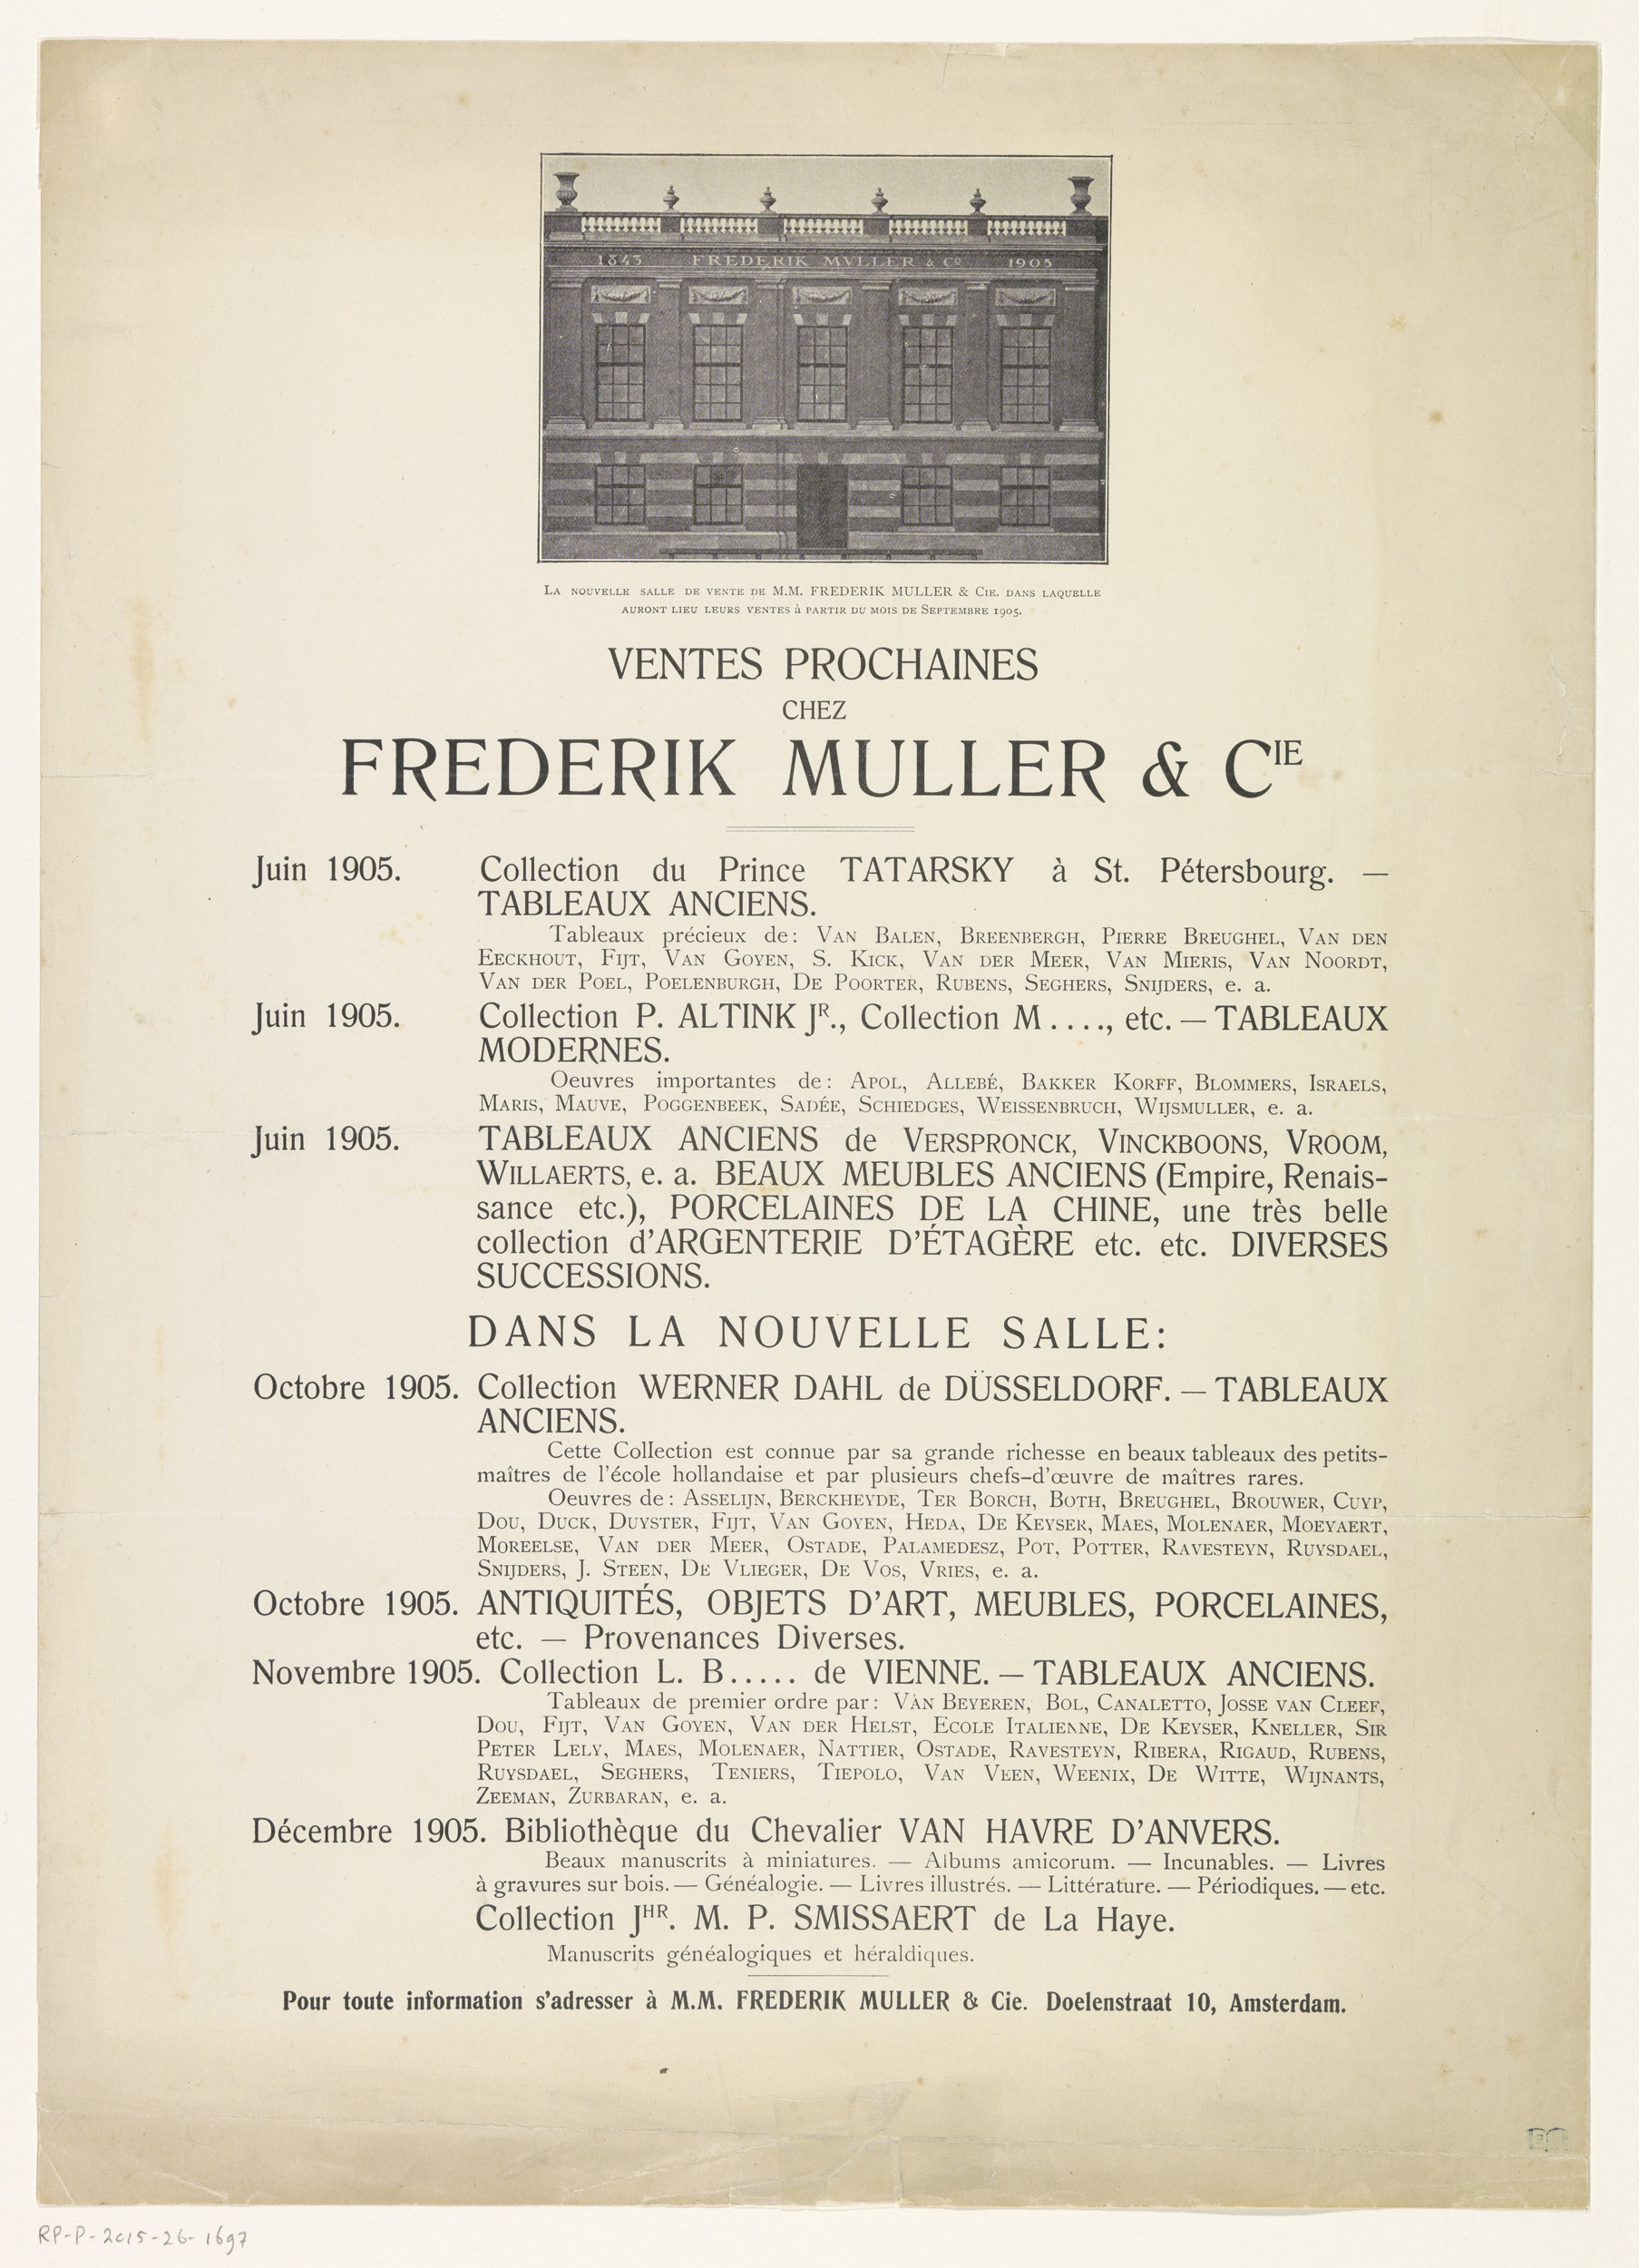 1843 FREDERIK MVLLER & Cº 1905
La nouvelle salle de vente de M.M. FREDERIK MULLER & Cie. dans laquelle
auront lieu leurs ventes à partir du mois de Septembre 1905.
VENTES PROCHAINES
CHEZ
FREDERIK MULLER & CIE
Juin 1905. Collection du Prince TATARSKY à St. Pétersbourg. —
TABLEAUX ANCIENS.
Tableaux précieux de: Van Balen, Breenbergh, Pierre Breughel, Van den
Eeckhout, Fijt, Van Goyen, S. Kick, Van der Meer, Van Mieris, Van Noordt,
Van der Poel, Poelenburgh, De Poorter, Rubens, Seghers, Snijders, e. a.
Juin 1905. Collection P. ALTINK JR., Collection M...., etc. — TABLEAUX
MODERNES.
Oeuvres importantes de: Apol, Allebé, Bakker Korff, Blommers, Israels,
Maris, Mauve, Poggenbeek, Sadée, Schiedges, Weissenbruch, Wijsmuller, e. a.
Juin 1905. TABLEAUX ANCIENS de Verspronck, Vinckboons, Vroom,
Willaerts, e. a. BEAUX MEUBLES ANCIENS (Empire, Renais-
sance etc.), PORCELAINES DE LA CHINE, une très belle
collection d'ARGENTERIE D'ÉTAGÈRE etc. etc. DIVERSES
SUCCESSIONS.
DANS LA NOUVELLE SALLE:
Octobre 1905. Collection WERNER DAHL de DÜSSELDORF. — TABLEAUX
ANCIENS.
Cette Collection est connue par sa grande richesse en beaux tableaux des petits-
maîtres de l'école hollandaise et par plusieurs chefs-d'œuvre de maîtres rares.
Oeuvres de: Asselijn, Berckheyde, Ter Borch, Both, Breughel, Brouwer, Cuyp,
Dou, Duck, Duyster, Fijt, Van Goyen, Heda, De Keyser, Maes, Molenaer, Moeyaert,
Moreelse, Van der Meer, Ostade, Palamedesz, Pot, Potter, Ravesteyn, Ruysdael,
Snijders, J. Steen, De Vlieger, De Vos, Vries, e. a.
Octobre 1905. ANTIQUITÉS, OBJETS D'ART, MEUBLES, PORCELAINES,
etc. — Provenances Diverses.
Novembre 1905. Collection L. B..... de VIENNE. — TABLEAUX ANCIENS.
Tableaux de premier ordre par: Van Beyeren, Bol, Canaletto, Josse van Cleef,
Dou, Fijt, Van Goyen, Van der Helst, Ecole Italienne, De Keyser, Kneller, Sir
Peter Lely, Maes, Molenaer, Nattier, Ostade, Ravesteyn, Ribera, Rigaud, Rubens,
Ruysdael, Seghers, Teniers, Tiepolo, Van Veen, Weenix, De Witte, Wijnants,
Zeeman, Zurbaran, e. a.
Décembre 1905. Bibliothèque du Chevalier VAN HAVRE D'ANVERS.
Beaux manuscrits à miniatures. — Albums amicorum. — Incunables. — Livres
à gravures sur bois. — Généalogie. — Livres illustrés. — Littérature. — Périodiques. — etc.
Collection JHR. M. P. SMISSAERT de La Haye.
Manuscrits généalogiques et héraldiques.
Pour toute information s'adresser à M.M. FREDERIK MULLER & Cie. Doelenstraat 10, Amsterdam.
RP-P-2015-26-1697